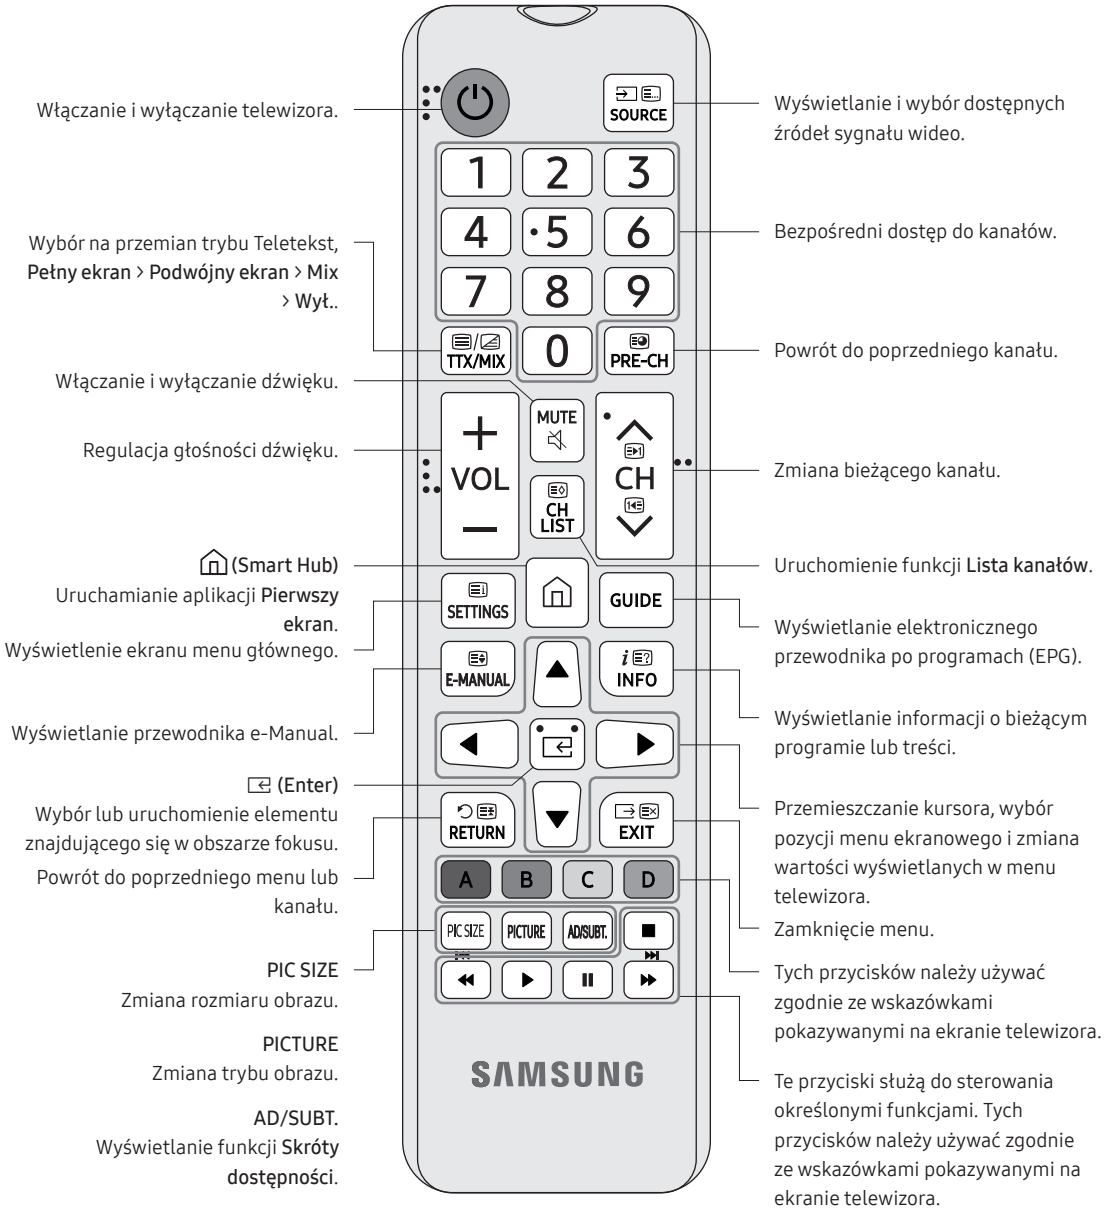 Włączanie i wyłączanie telewizora.
Wybór na przemian trybu Teletekst,
Pełny ekran > Podwójny ekran > Mix
> Wył..
Włączanie i wyłączanie dźwięku.
Regulacja głośności dźwięku.
(Smart Hub)
Uruchamianie aplikacji Pierwszy
ekran.
Wyświetlenie ekranu menu głównego.
Wyświetlanie przewodnika e-Manual.
(Enter)
Wybór lub uruchomienie elementu
znajdującego się w obszarze fokusu.
Powrót do poprzedniego menu lub
kanału.
PIC SIZE
Zmiana rozmiaru obrazu.
PICTURE
Zmiana trybu obrazu.
AD/SUBT.
Wyświetlanie funkcji Skróty
dostępności.
SOURCE
1 2 3
4 5 6
7 8 9
TTX/MIX 0 PRE-CH
+ MUTE
VOL CH
CH
LIST
−
SETTINGS GUIDE
E-MANUAL i INFO
RETURN EXIT
A B C D
PIC SIZE PICTURE AD/SUBT.
SAMSUNG
Wyświetlanie i wybór dostępnych
źródeł sygnału wideo.
Bezpośredni dostęp do kanałów.
Powrót do poprzedniego kanału.
Zmiana bieżącego kanału.
Uruchomienie funkcji Lista kanałów.
Wyświetlanie elektronicznego
przewodnika po programach (EPG).
Wyświetlanie informacji o bieżącym
programie lub treści.
Przemieszczanie kursora, wybór
pozycji menu ekranowego i zmiana
wartości wyświetlanych w menu
telewizora.
Zamknięcie menu.
Tych przycisków należy używać
zgodnie ze wskazówkami
pokazywanymi na ekranie telewizora.
Te przyciski służą do sterowania
określonymi funkcjami. Tych
przycisków należy używać zgodnie
ze wskazówkami pokazywanymi na
ekranie telewizora.